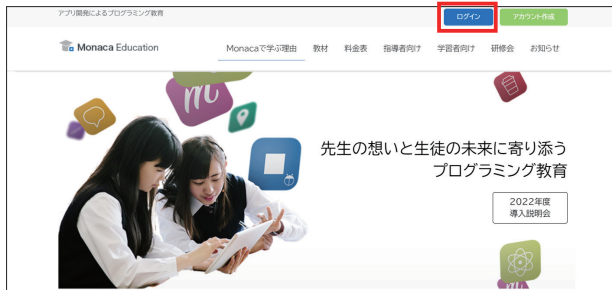 アプリ開発によるプログラミング教育
ログイン
アカウント作成
Monaca Education
Monacaで学ぶ理由
教材
料金表
指導者向け
学習者向け
研修会
お知らせ
先生の想いと生徒の未来に寄り添う
プログラミング教育
2022年度
導入説明会